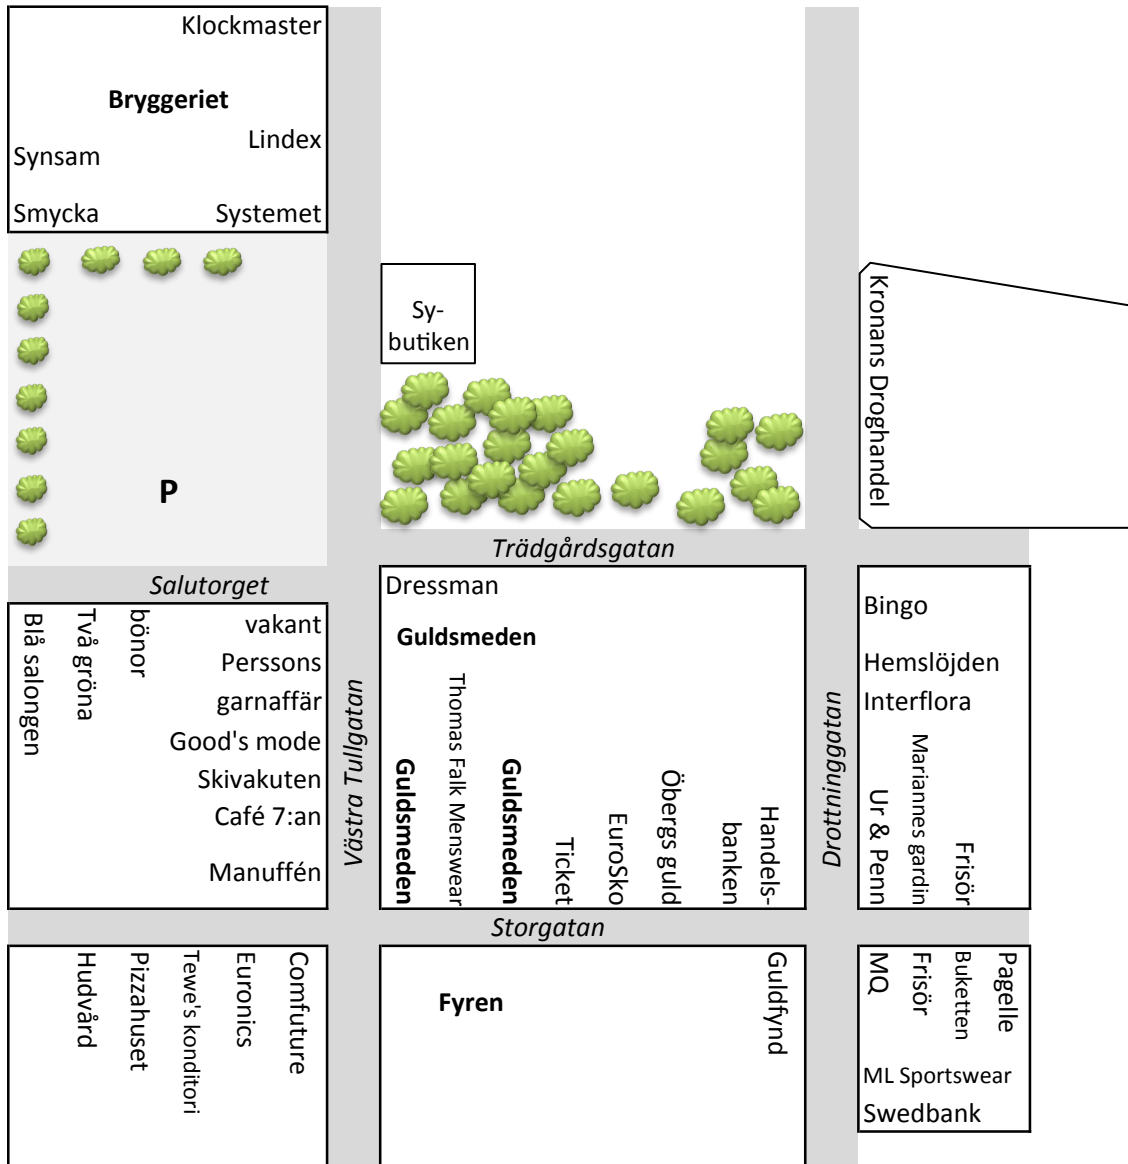 Klockmaster
Bryggeriet
Lindex
Synsam
Smycka
Systemet
Sy-
butiken
Kronans Droghandel
P
Trädgårdsgatan
Salutorget
Blå salongen
Två gröna
bönor
vakant
Perssons
garnaffär
Good's mode
Skivakuten
Café 7:an
Manuffén
Västra Tullgatan
Dressman
Guldsmeden
Guldsmeden
Thomas Falk Menswear
Guldsmeden
Ticket
EuroSko
Öbergs guld
Handels-
banken
Drottninggatan
Bingo
Hemslöjden
Interflora
Ur & Penn
Mariannes gardin
Frisör
Storgatan
Hudvård
Pizzahuset
Tewe's konditori
Euronics
Comfuture
Fyren
Guldfynd
MQ
Frisör
Buketten
Pagelle
ML Sportswear
Swedbank